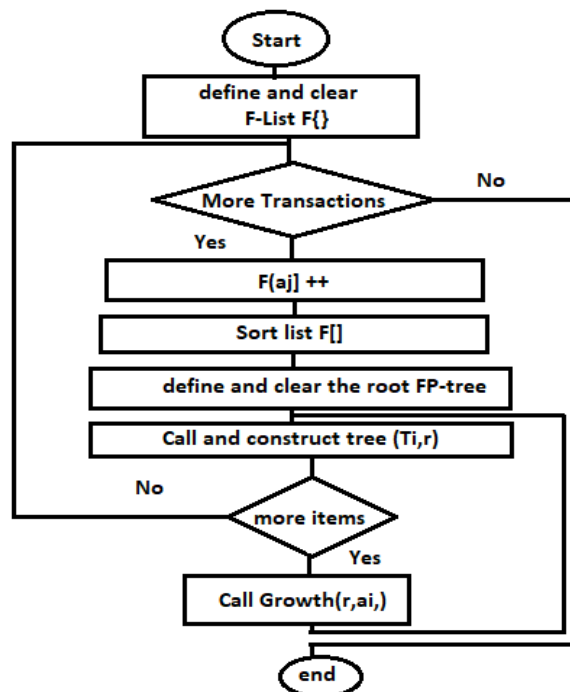 Start
define and clear
F-List F{}
More Transactions
No
Yes
F(aj] ++
Sort list F[]
define and clear the root FP-tree
Call and construct tree (Ti,r)
No
more items
Yes
Call Growth(r,ai,)
end